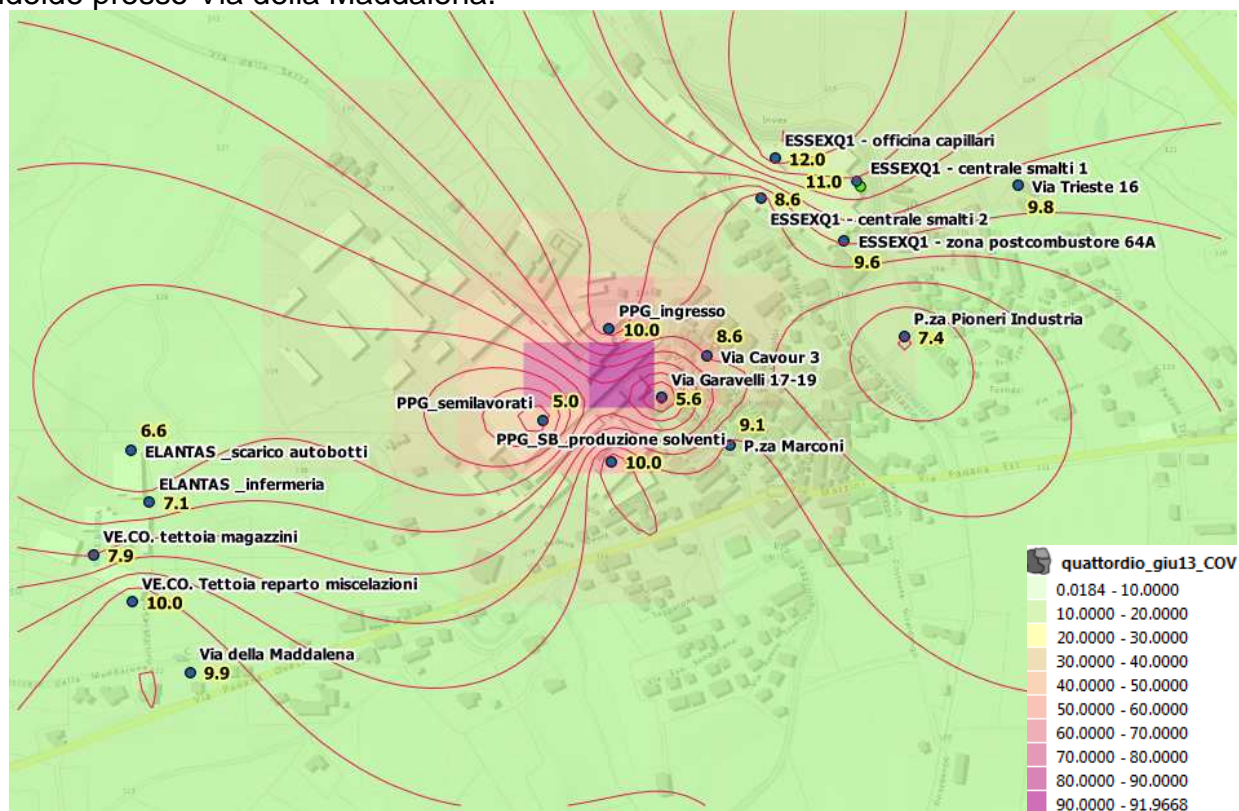 presso Via della Maddalena.
ESSEXQ1 - officina capillari
12.0
ESSEXQ1 - centrale smalti 1
11.0
Via Trieste 16
9.8
8.6
ESSEXQ1 - centrale smalti 2
ESSEXQ1 - zona postcombustore 64A
9.6
PPG_ingresso
10.0
P.za Pioneri Industria
7.4
8.6
Via Cavour 3
Via Garavelli 17-19
5.6
PPG_semilavorati
5.0
PPG_SB_produzione solventi
10.0
9.1
P.za Marconi
6.6
ELANTAS _scarico autobotti
ELANTAS _infermeria
7.1
VE.CO. tettoia magazzini
7.9
VE.CO. Tettoia reparto miscelazioni
10.0
Via della Maddalena
9.9
quattordio_giu13_COV
0.0184 - 10.0000
10.0000 - 20.0000
20.0000 - 30.0000
30.0000 - 40.0000
40.0000 - 50.0000
50.0000 - 60.0000
60.0000 - 70.0000
70.0000 - 80.0000
80.0000 - 90.0000
90.0000 - 91.9668